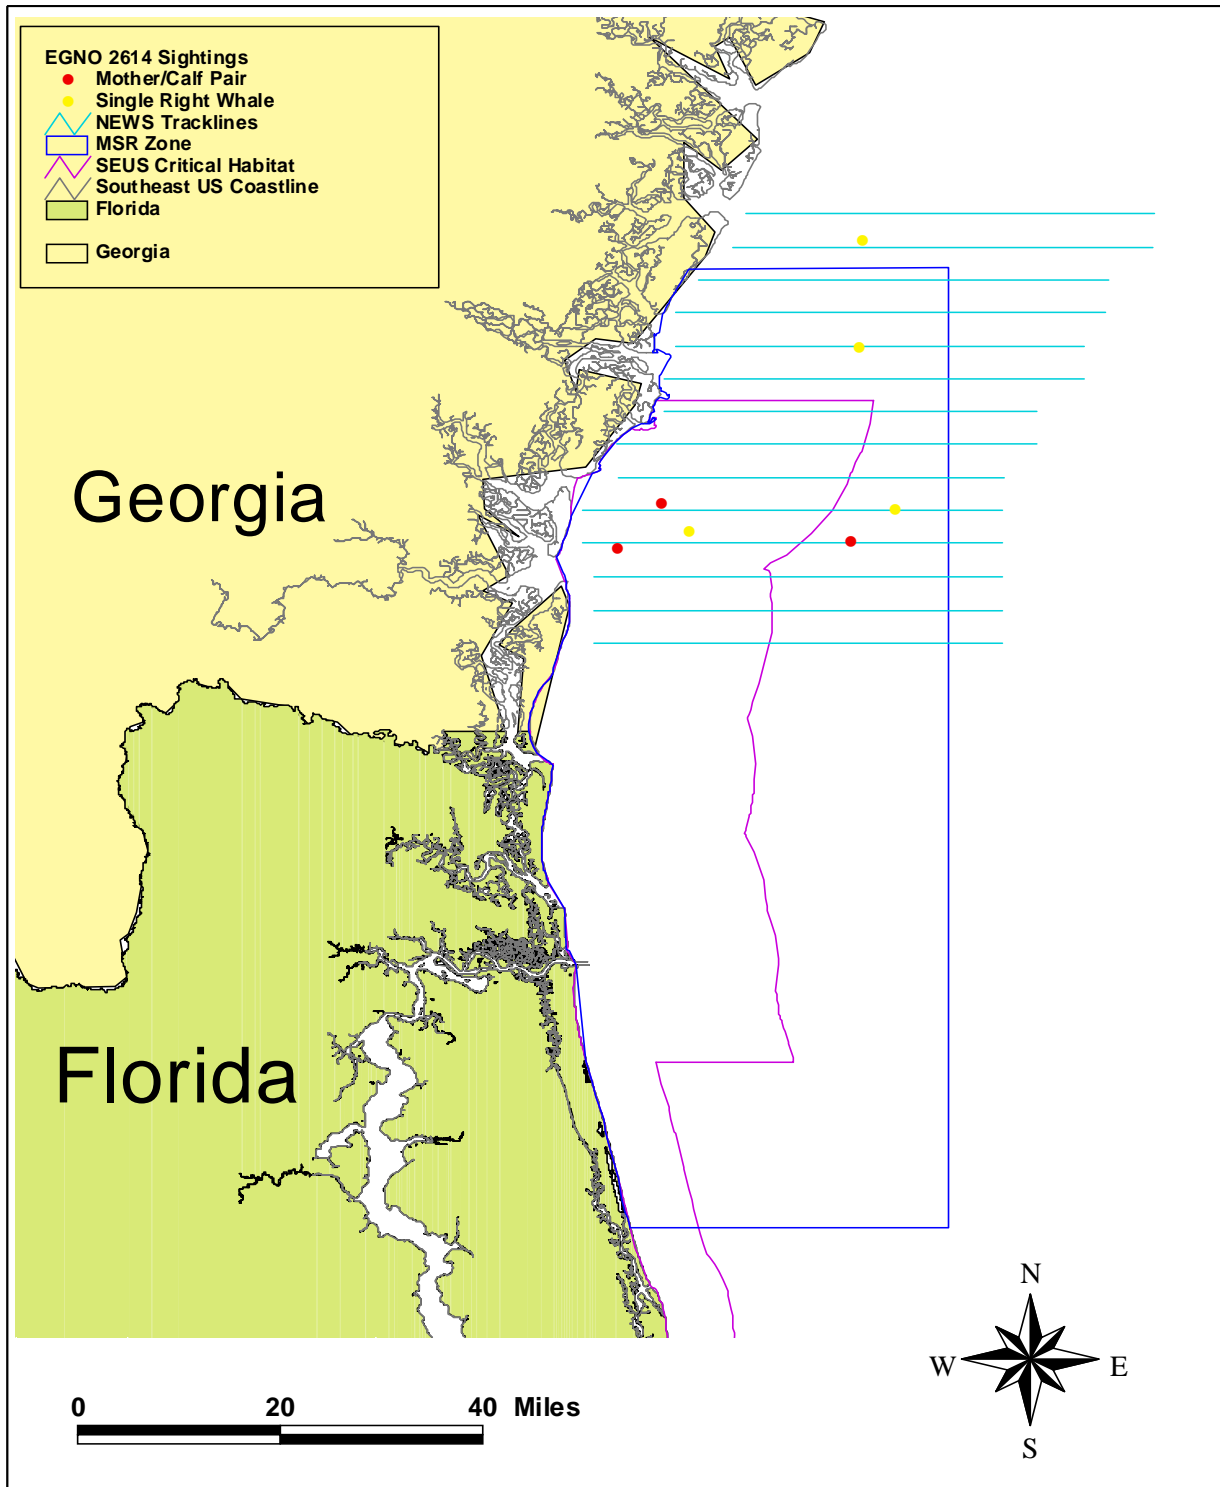 EGNO 2614 Sightings
Mother/Calf Pair
Single Right Whale
NEWS Tracklines
MSR Zone
SEUS Critical Habitat
Southeast US Coastline
Florida
Georgia
Georgia
Florida
N
W E
S
0 20 40 Miles